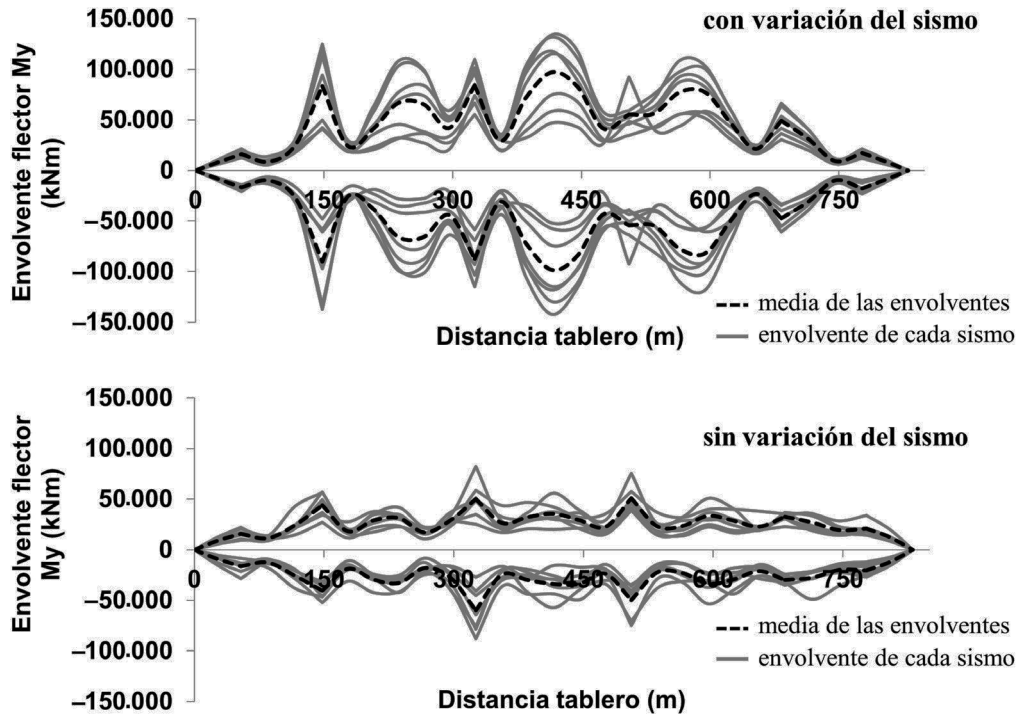 con variación del sismo
Envolvente flector My
(kNm)
150.000
100.000
50.000
0
–50.000
–100.000
–150.000
0 150 300 450 600 750
Distancia tablero (m)
media de las envolventes
envolvente de cada sismo
sin variación del sismo
Envolvente flector
My (kNm)
150.000
100.000
50.000
0
–50.000
–100.000
–150.000
0 150 300 450 600 750
Distancia tablero (m)
media de las envolventes
envolvente de cada sismo